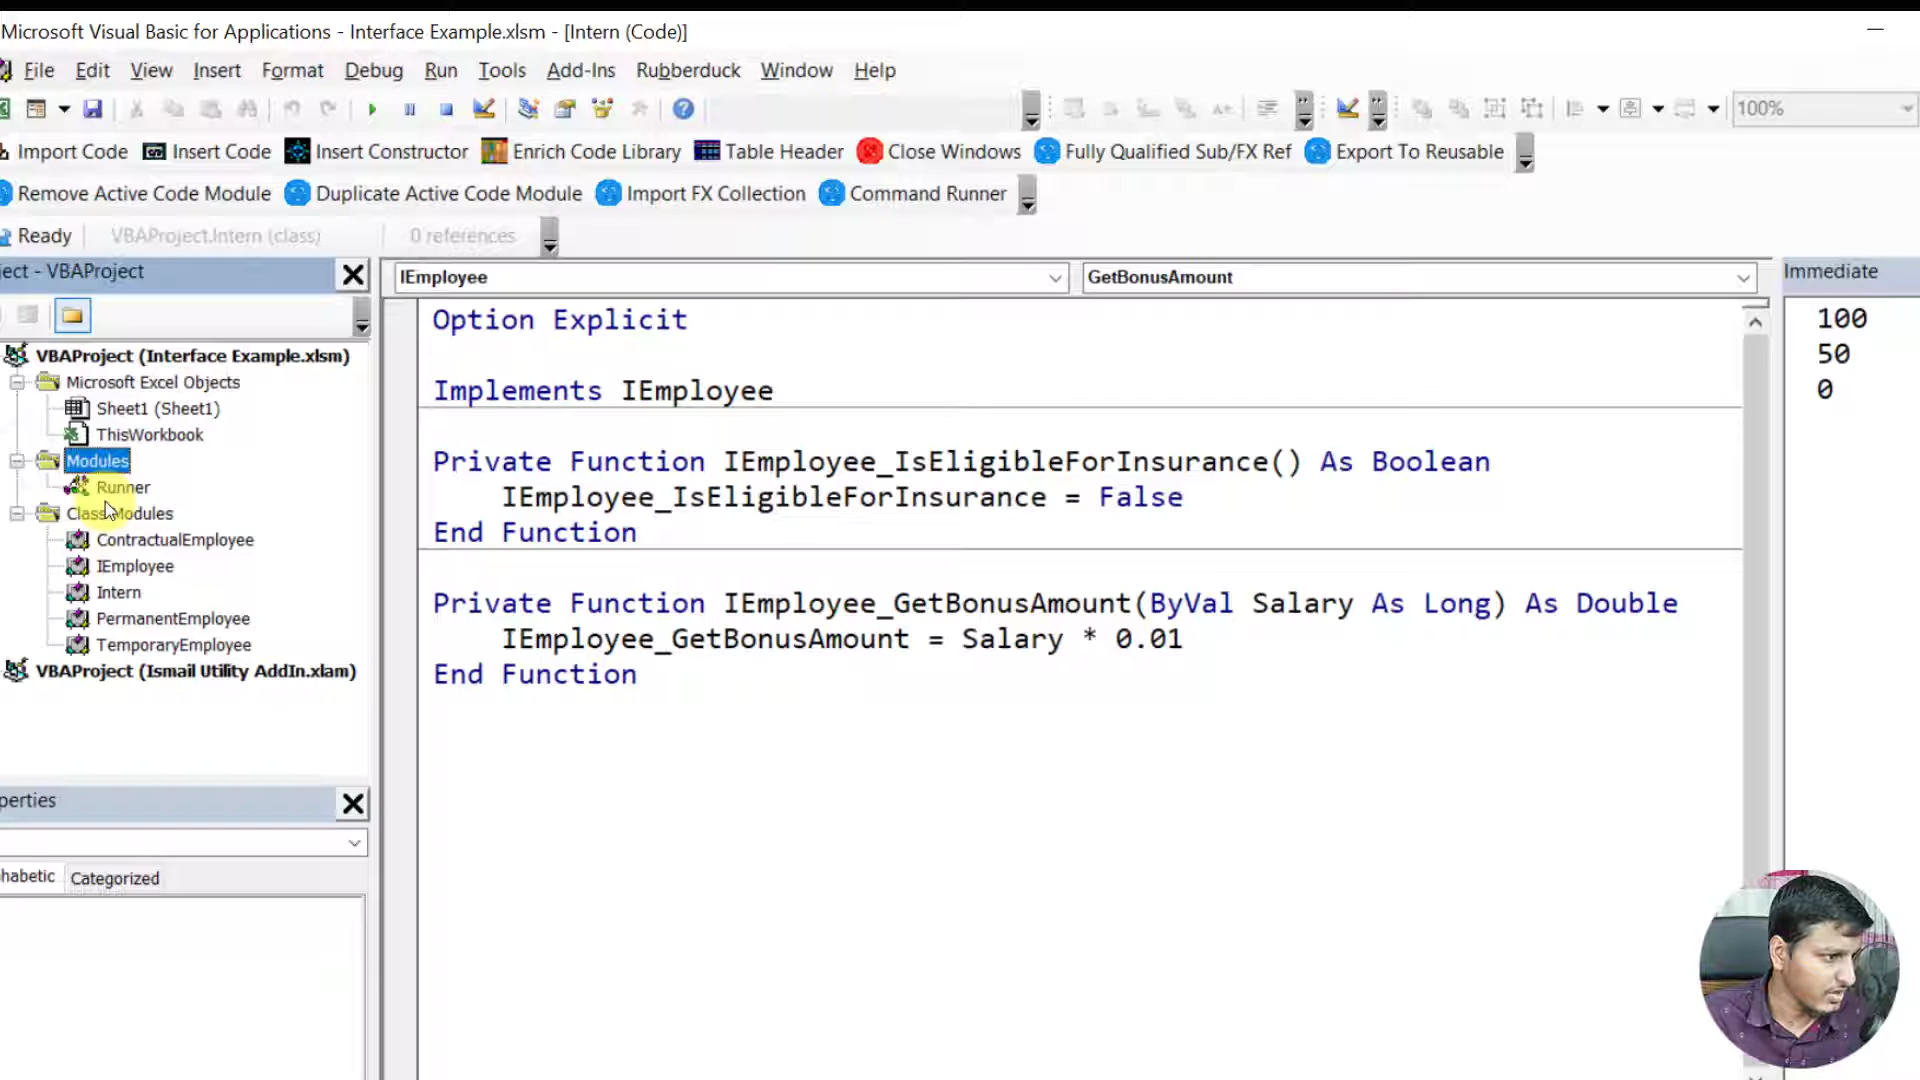 Microsoft Visual Basic for Applications - Interface Example.xlsm - [Intern (Code)]
File Edit View Insert Format Debug Run Tools Add-Ins Rubberduck Window Help
100%
Import Code Insert Code Insert Constructor Enrich Code Library Table Header Close Windows Fully Qualified Sub/FX Ref Export To Reusable
Remove Active Code Module Duplicate Active Code Module Import FX Collection Command Runner
Ready VBAProject.Intern (class) 0 references
ject - VBAProject
VBAProject (Interface Example.xlsm)
Microsoft Excel Objects
Sheet1 (Sheet1)
ThisWorkbook
Modules
Runner
Class Modules
ContractualEmployee
IEmployee
Intern
PermanentEmployee
TemporaryEmployee
VBAProject (Ismail Utility AddIn.xlam)
perties
habetic Categorized
IEmployee GetBonusAmount
Option Explicit
Implements IEmployee
Private Function IEmployee_IsEligibleForInsurance() As Boolean
IEmployee_IsEligibleForInsurance = False
End Function
Private Function IEmployee_GetBonusAmount(ByVal Salary As Long) As Double
IEmployee_GetBonusAmount = Salary * 0.01
End Function
Immediate
100
50
0